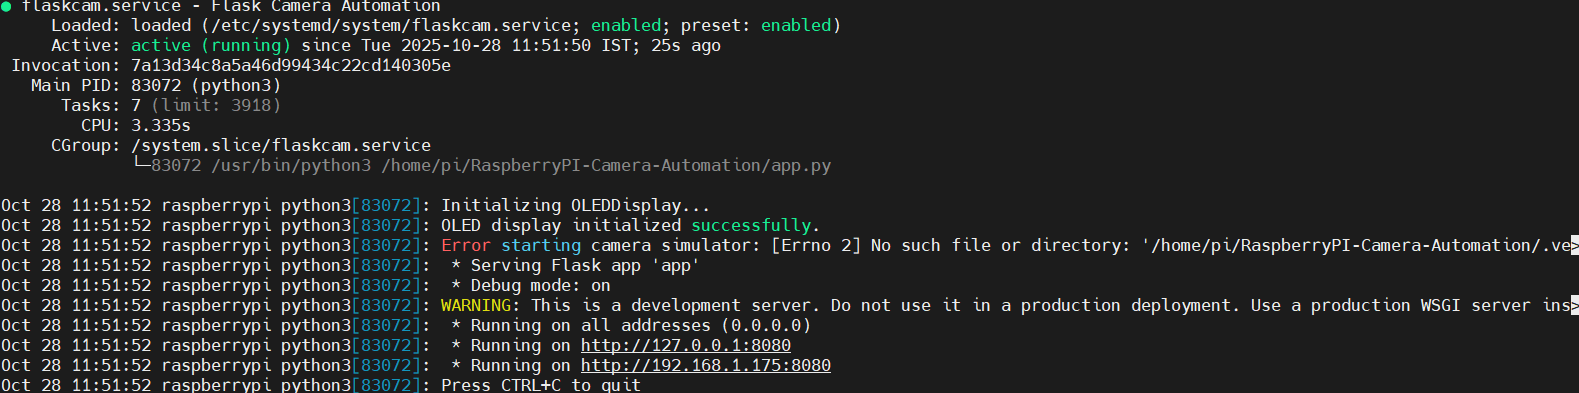 ● flaskcam.service - Flask Camera Automation
Loaded: loaded (/etc/systemd/system/flaskcam.service; enabled; preset: enabled)
Active: active (running) since Tue 2025-10-28 11:51:50 IST; 25s ago
Invocation: 7a13d34c8a5a46d99434c22cd140305e
Main PID: 83072 (python3)
Tasks: 7 (limit: 3918)
CPU: 3.335s
CGroup: /system.slice/flaskcam.service
└─83072 /usr/bin/python3 /home/pi/RaspberryPI-Camera-Automation/app.py
Oct 28 11:51:52 raspberrypi python3[83072]: Initializing OLEDDisplay...
Oct 28 11:51:52 raspberrypi python3[83072]: OLED display initialized successfully.
Oct 28 11:51:52 raspberrypi python3[83072]: Error starting camera simulator: [Errno 2] No such file or directory: '/home/pi/RaspberryPI-Camera-Automation/.ve>
Oct 28 11:51:52 raspberrypi python3[83072]:  * Serving Flask app 'app'
Oct 28 11:51:52 raspberrypi python3[83072]:  * Debug mode: on
Oct 28 11:51:52 raspberrypi python3[83072]: WARNING: This is a development server. Do not use it in a production deployment. Use a production WSGI server ins>
Oct 28 11:51:52 raspberrypi python3[83072]:  * Running on all addresses (0.0.0.0)
Oct 28 11:51:52 raspberrypi python3[83072]:  * Running on http://127.0.0.1:8080
Oct 28 11:51:52 raspberrypi python3[83072]:  * Running on http://192.168.1.175:8080
Oct 28 11:51:52 raspberrypi python3[83072]: Press CTRL+C to quit